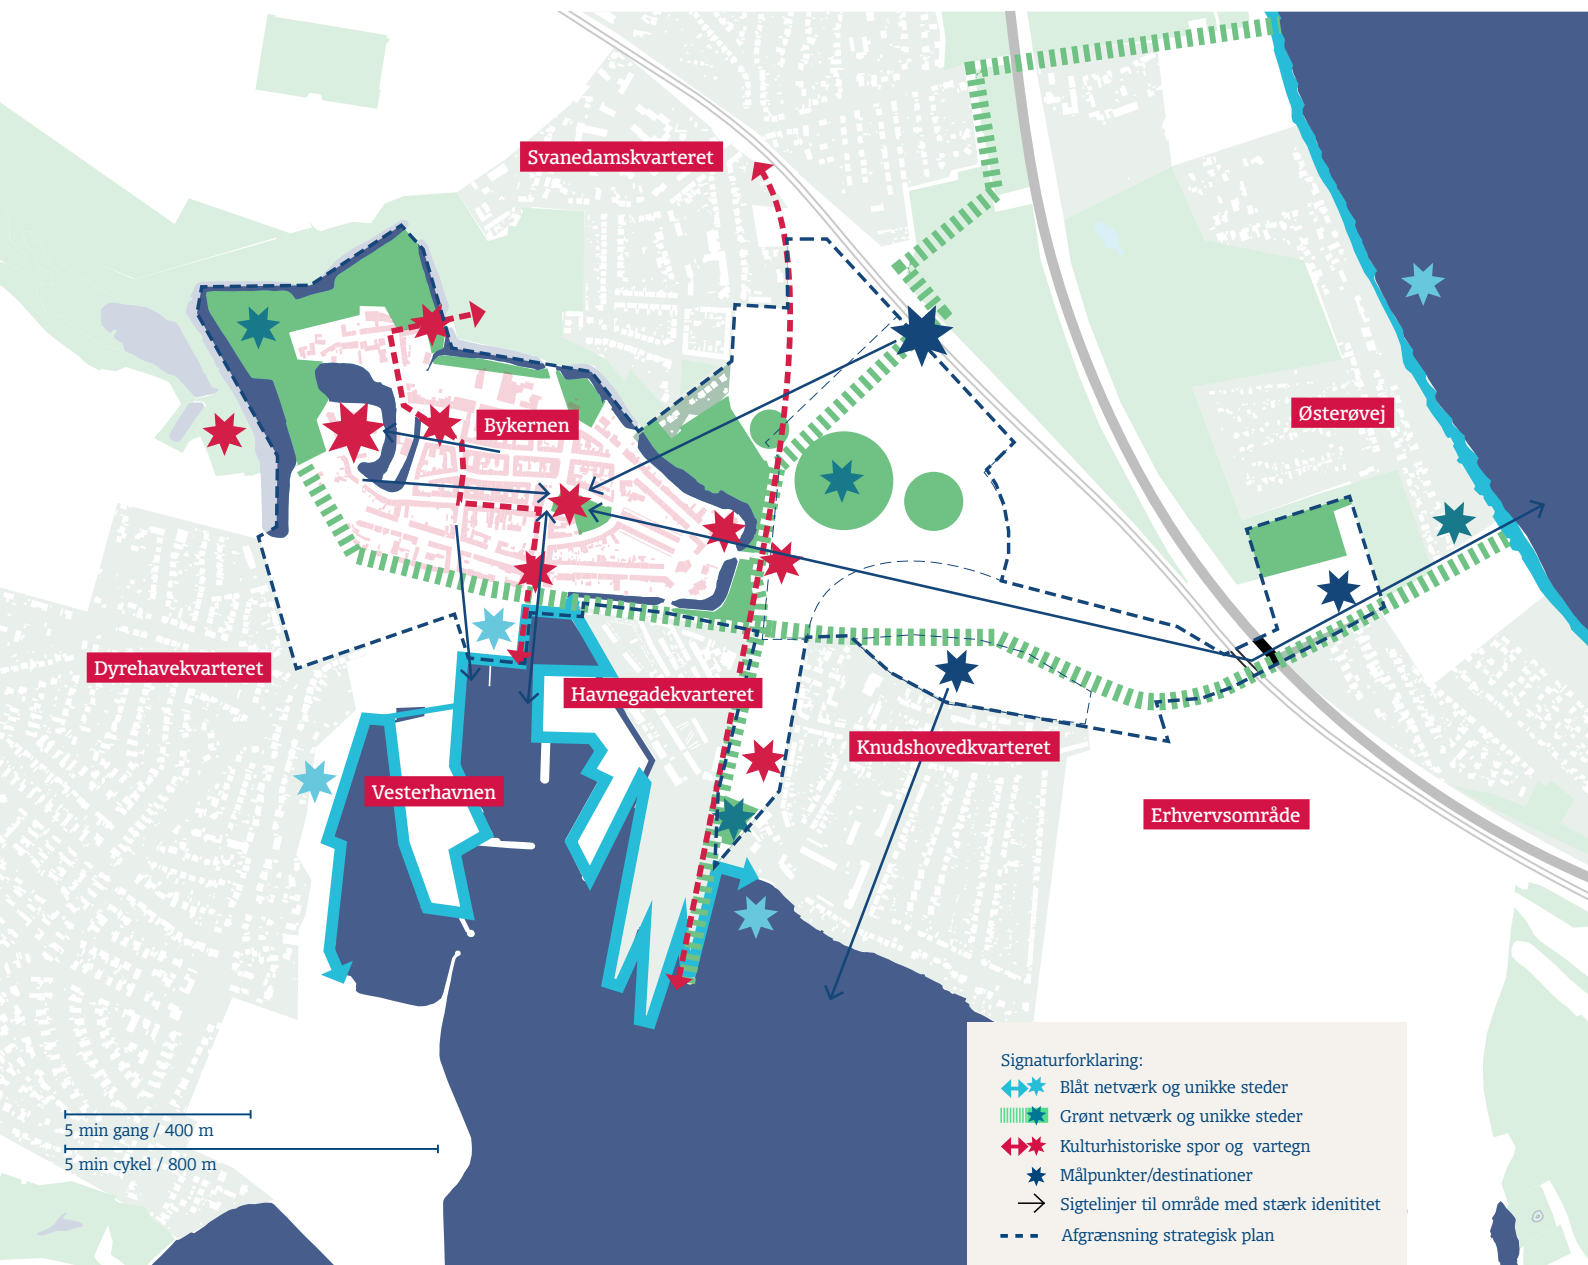 Svanedamskvarteret
Østerøvej
Bykernen
Dyrehavekvarteret
Havnegadekvarteret
Knudshovedkvarteret
Vesterhavnen
Erhvervsområde
Signaturforklaring:
Blåt netværk og unikke steder
Grønt netværk og unikke steder
Kulturhistoriske spor og vartegn
Målpunkter/destinationer
Sigtelinjer til område med stærk idenititet
Afgrænsning strategisk plan
5 min gang / 400 m
5 min cykel / 800 m